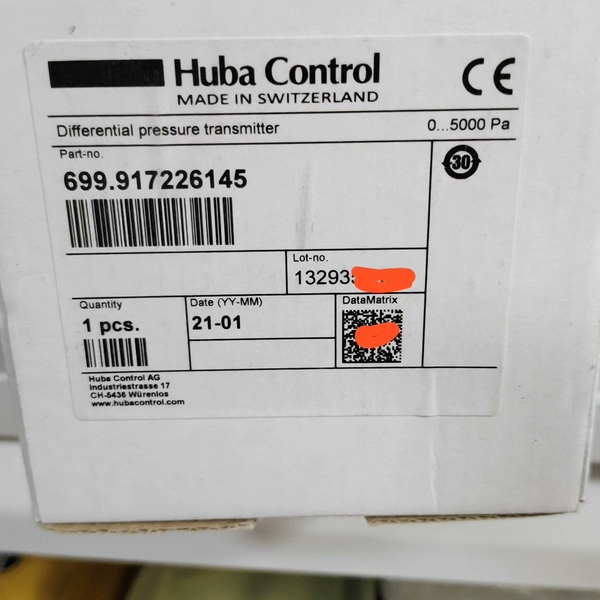 Huba Control
MADE IN SWITZERLAND
CE
Differential pressure transmitter
0...5000 Pa
Part-no.
699.917226145
30
Lot-no.
13293
Quantity
1 pcs.
Date (YY-MM)
21-01
DataMatrix
Huba Control AG
Industriestrasse 17
CH-5436 Würenlos
www.hubacontrol.com